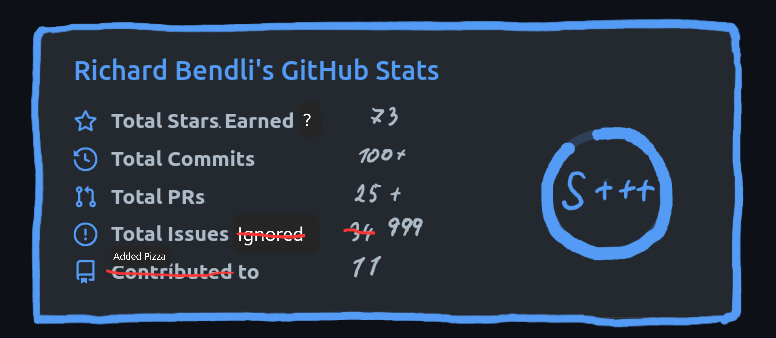 Richard Bendli's GitHub Stats
Total Stars Earned ? 73
Total Commits 100+
Total PRs 25 +
Total Issues Ignored 34 999
Added Pizza
Contributed to 11
S+++